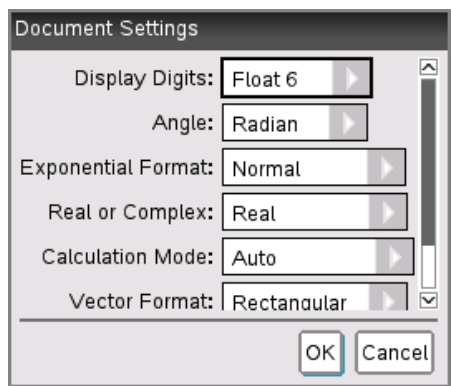 Document Settings
Display Digits: Float 6
Angle: Radian
Exponential Format: Normal
Real or Complex: Real
Calculation Mode: Auto
Vector Format: Rectangular
OK Cancel